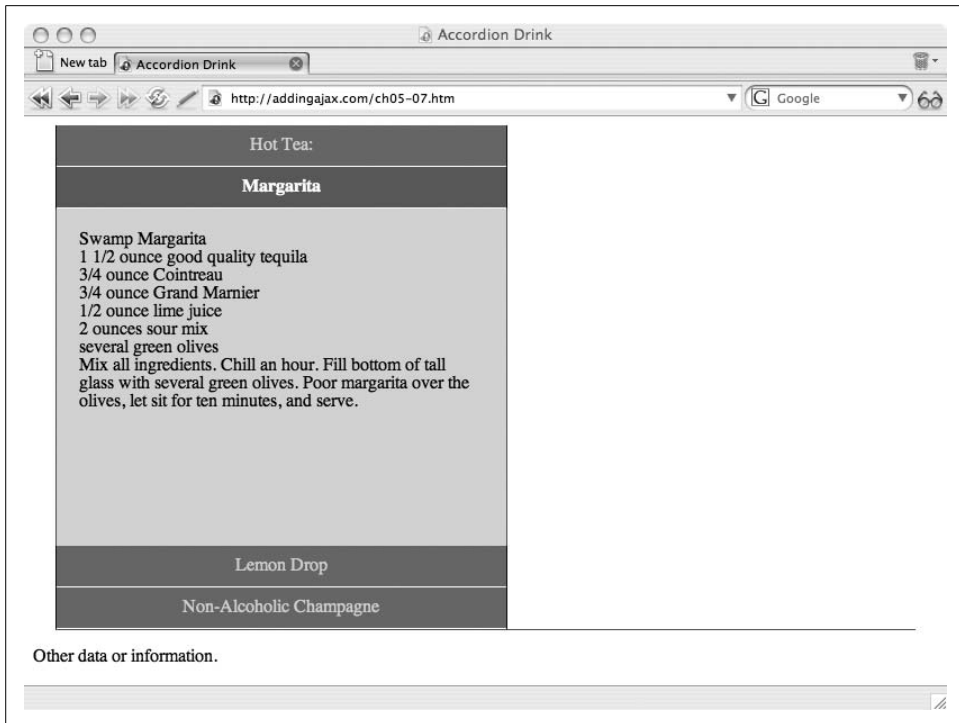 Accordion Drink
New tab Accordion Drink
http://addingajax.com/ch05-07.htm G Google
Hot Tea:
Margarita
Swamp Margarita
1 1/2 ounce good quality tequila
3/4 ounce Cointreau
3/4 ounce Grand Marnier
1/2 ounce lime juice
2 ounces sour mix
several green olives
Mix all ingredients. Chill an hour. Fill bottom of tall
glass with several green olives. Poor margarita over the
olives, let sit for ten minutes, and serve.
Lemon Drop
Non-Alcoholic Champagne
Other data or information.